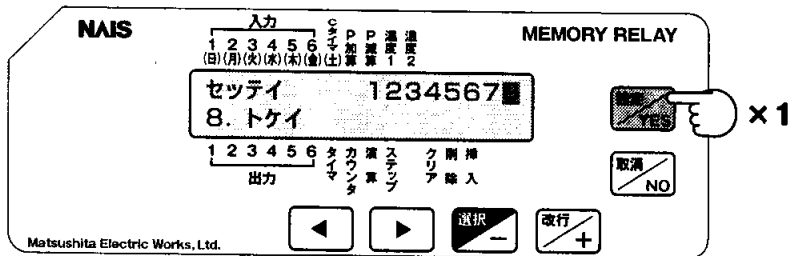 NAiS
MEMORY RELAY
入力
1 2 3 4 5 6 Cタイマ P加算 P減算 温度1 温度2
(日)(月)(火)(水)(木)(金)(土)
セッテイ 1234567
8. トケイ
YES
×1
1 2 3 4 5 6 タイマ カウンタ 演算 ステップ クリア 削除 挿入
出力
取消 NO
選択 −
改行 +
Matsushita Electric Works, Ltd.